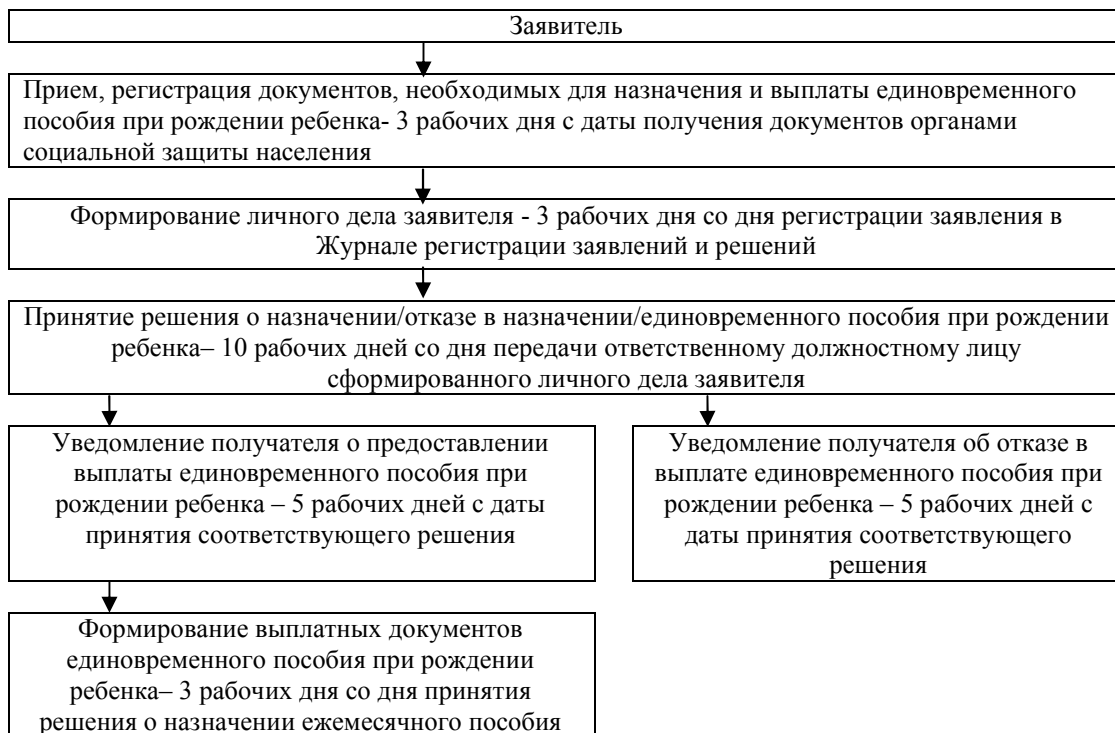 Заявитель
Прием, регистрация документов, необходимых для назначения и выплаты единовременного
пособия при рождении ребенка- 3 рабочих дня с даты получения документов органами
социальной защиты населения
Формирование личного дела заявителя - 3 рабочих дня со дня регистрации заявления в
Журнале регистрации заявлений и решений
Принятие решения о назначении/отказе в назначении/единовременного пособия при рождении
ребенка– 10 рабочих дней со дня передачи ответственному должностному лицу
сформированного личного дела заявителя
Уведомление получателя о предоставлении
выплаты единовременного пособия при
рождении ребенка – 5 рабочих дней с даты
принятия соответствующего решения
Уведомление получателя об отказе в
выплате единовременного пособия при
рождении ребенка – 5 рабочих дней с
даты принятия соответствующего
решения
Формирование выплатных документов
единовременного пособия при рождении
ребенка– 3 рабочих дня со дня принятия
решения о назначении ежемесячного пособия